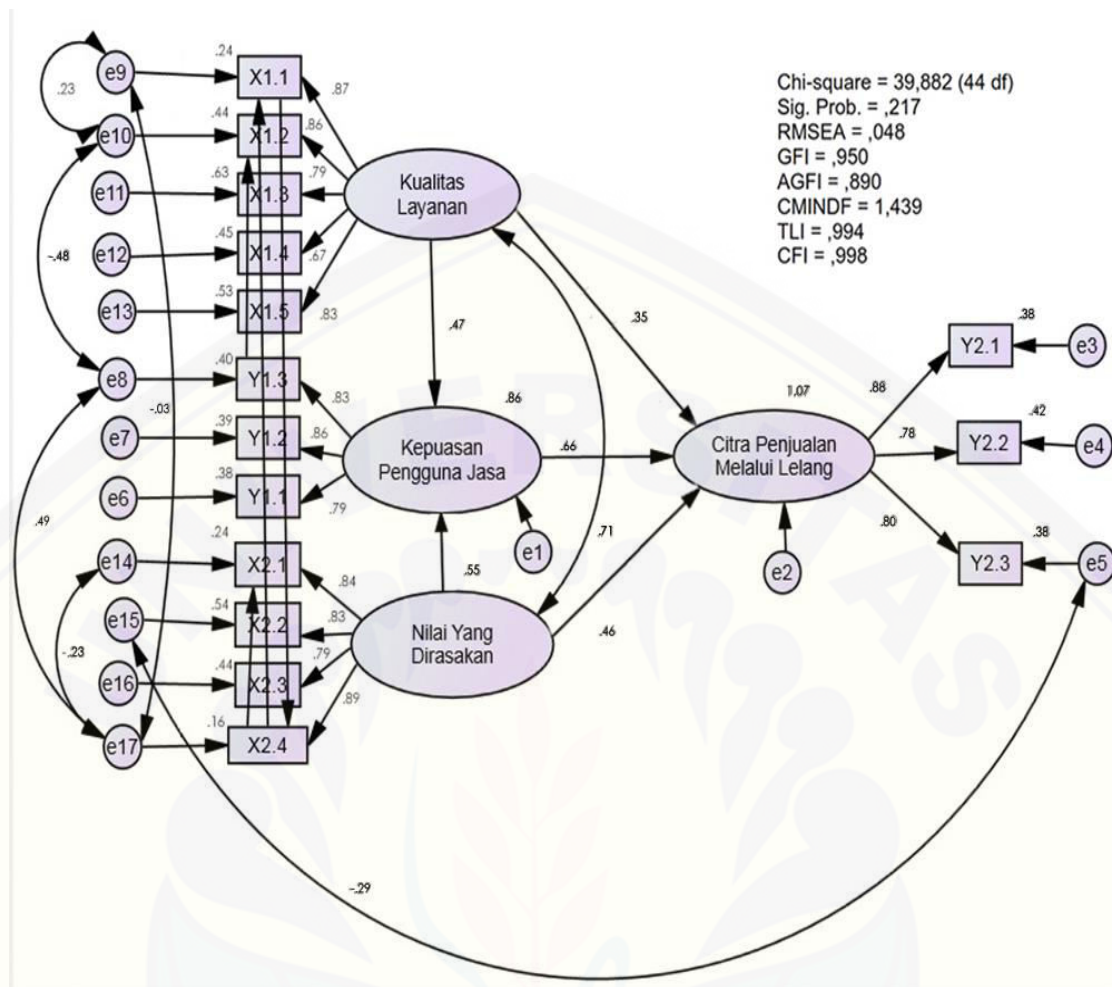 Chi-square = 39,882 (44 df)
Sig. Prob. = ,217
RMSEA = ,048
GFI = ,950
AGFI = ,890
CMINDF = 1,439
TLI = ,994
CFI = ,998
e9
.24
X1.1
.87
.23
e10
.44
X1.2
.86
e11
.63
X1.3
.79
Kualitas
Layanan
e12
.45
X1.4
.67
-.48
e13
.53
X1.5
.83
,47
,35
e8
.40
Y1.3
.83
-.03
e7
.39
Y1.2
.86
e6
.38
Y1.1
.79
Kepuasan
Pengguna Jasa
,86
,66
e1
.49
e14
.24
X2.1
.84
,55
,71
e15
.54
X2.2
.83
-.23
e16
.44
X2.3
.79
Nilai Yang
Dirasakan
,46
e17
.16
X2.4
.89
1,07
Citra Penjualan
Melalui Lelang
e2
.88
Y2.1
.38
e3
.78
Y2.2
.42
e4
.80
Y2.3
.38
e5
-.29
UNIVERSITAS